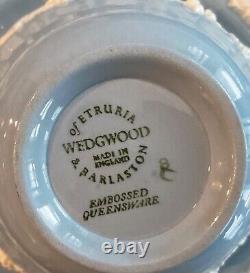 of ETRURIA
WEDGWOOD
MADE IN
ENGLAND
& BARLASTON
EMBOSSED
QUEENSWARE